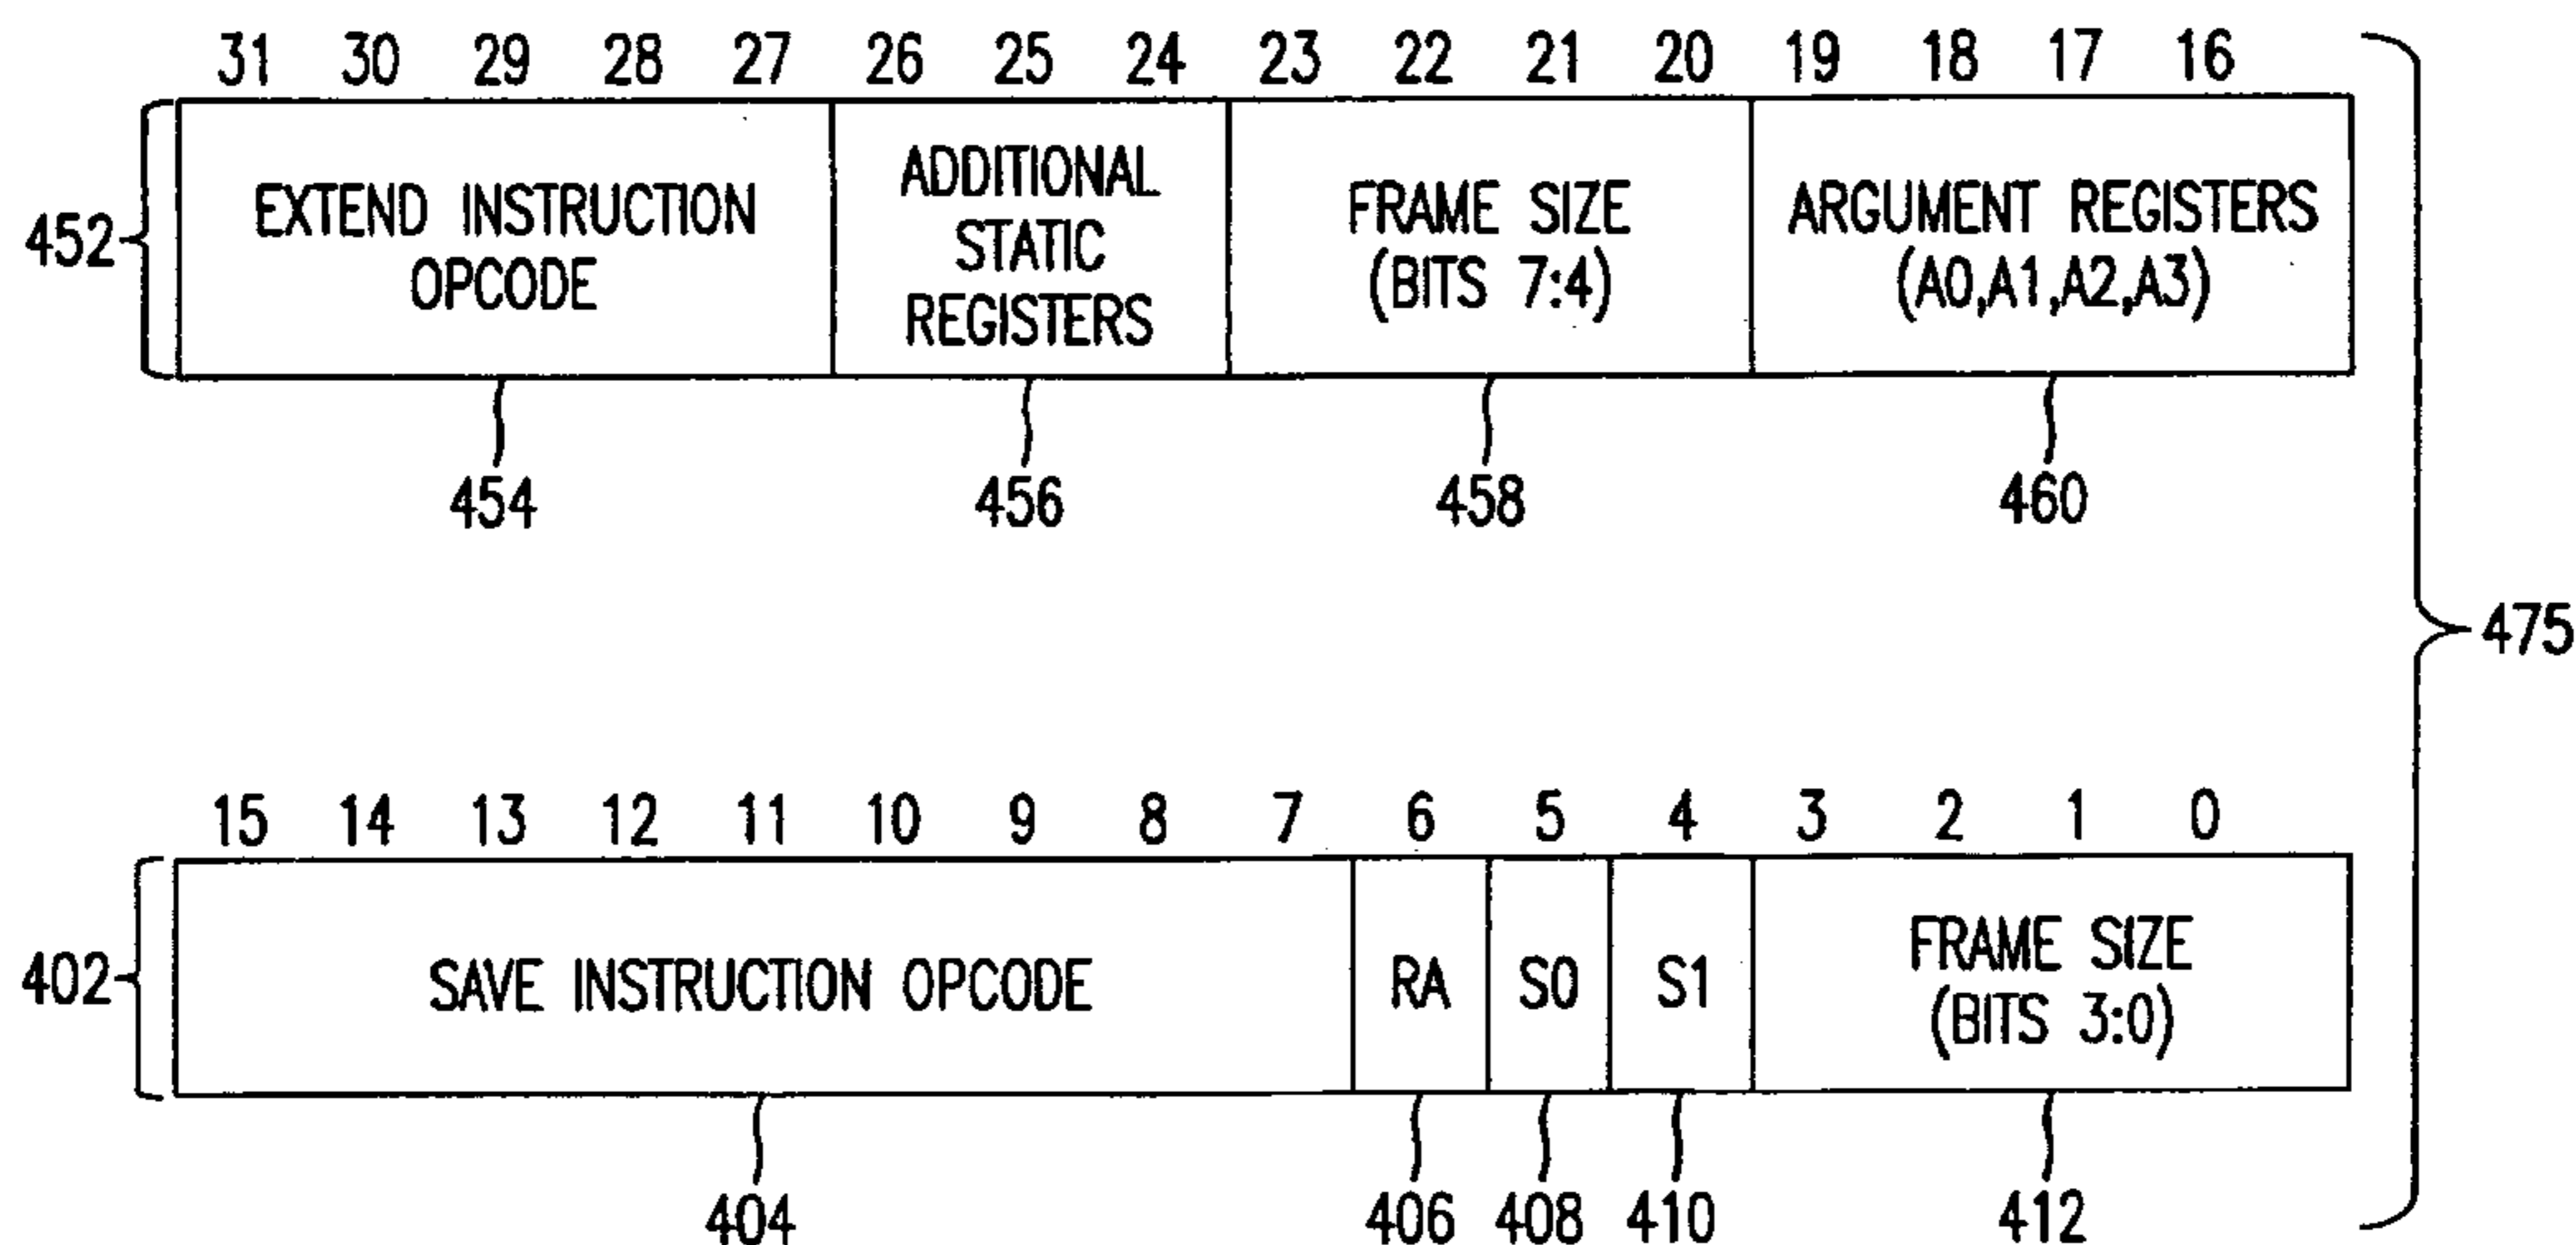 31 30 29 28 27 26 25 24 23 22 21 20 19 18 17 16
452
EXTEND INSTRUCTION
OPCODE
ADDITIONAL
STATIC
REGISTERS
FRAME SIZE
(BITS 7:4)
ARGUMENT REGISTERS
(A0,A1,A2,A3)
454 456 458 460
475
15 14 13 12 11 10 9 8 7 6 5 4 3 2 1 0
402
SAVE INSTRUCTION OPCODE
RA
S0
S1
FRAME SIZE
(BITS 3:0)
404 406 408 410 412